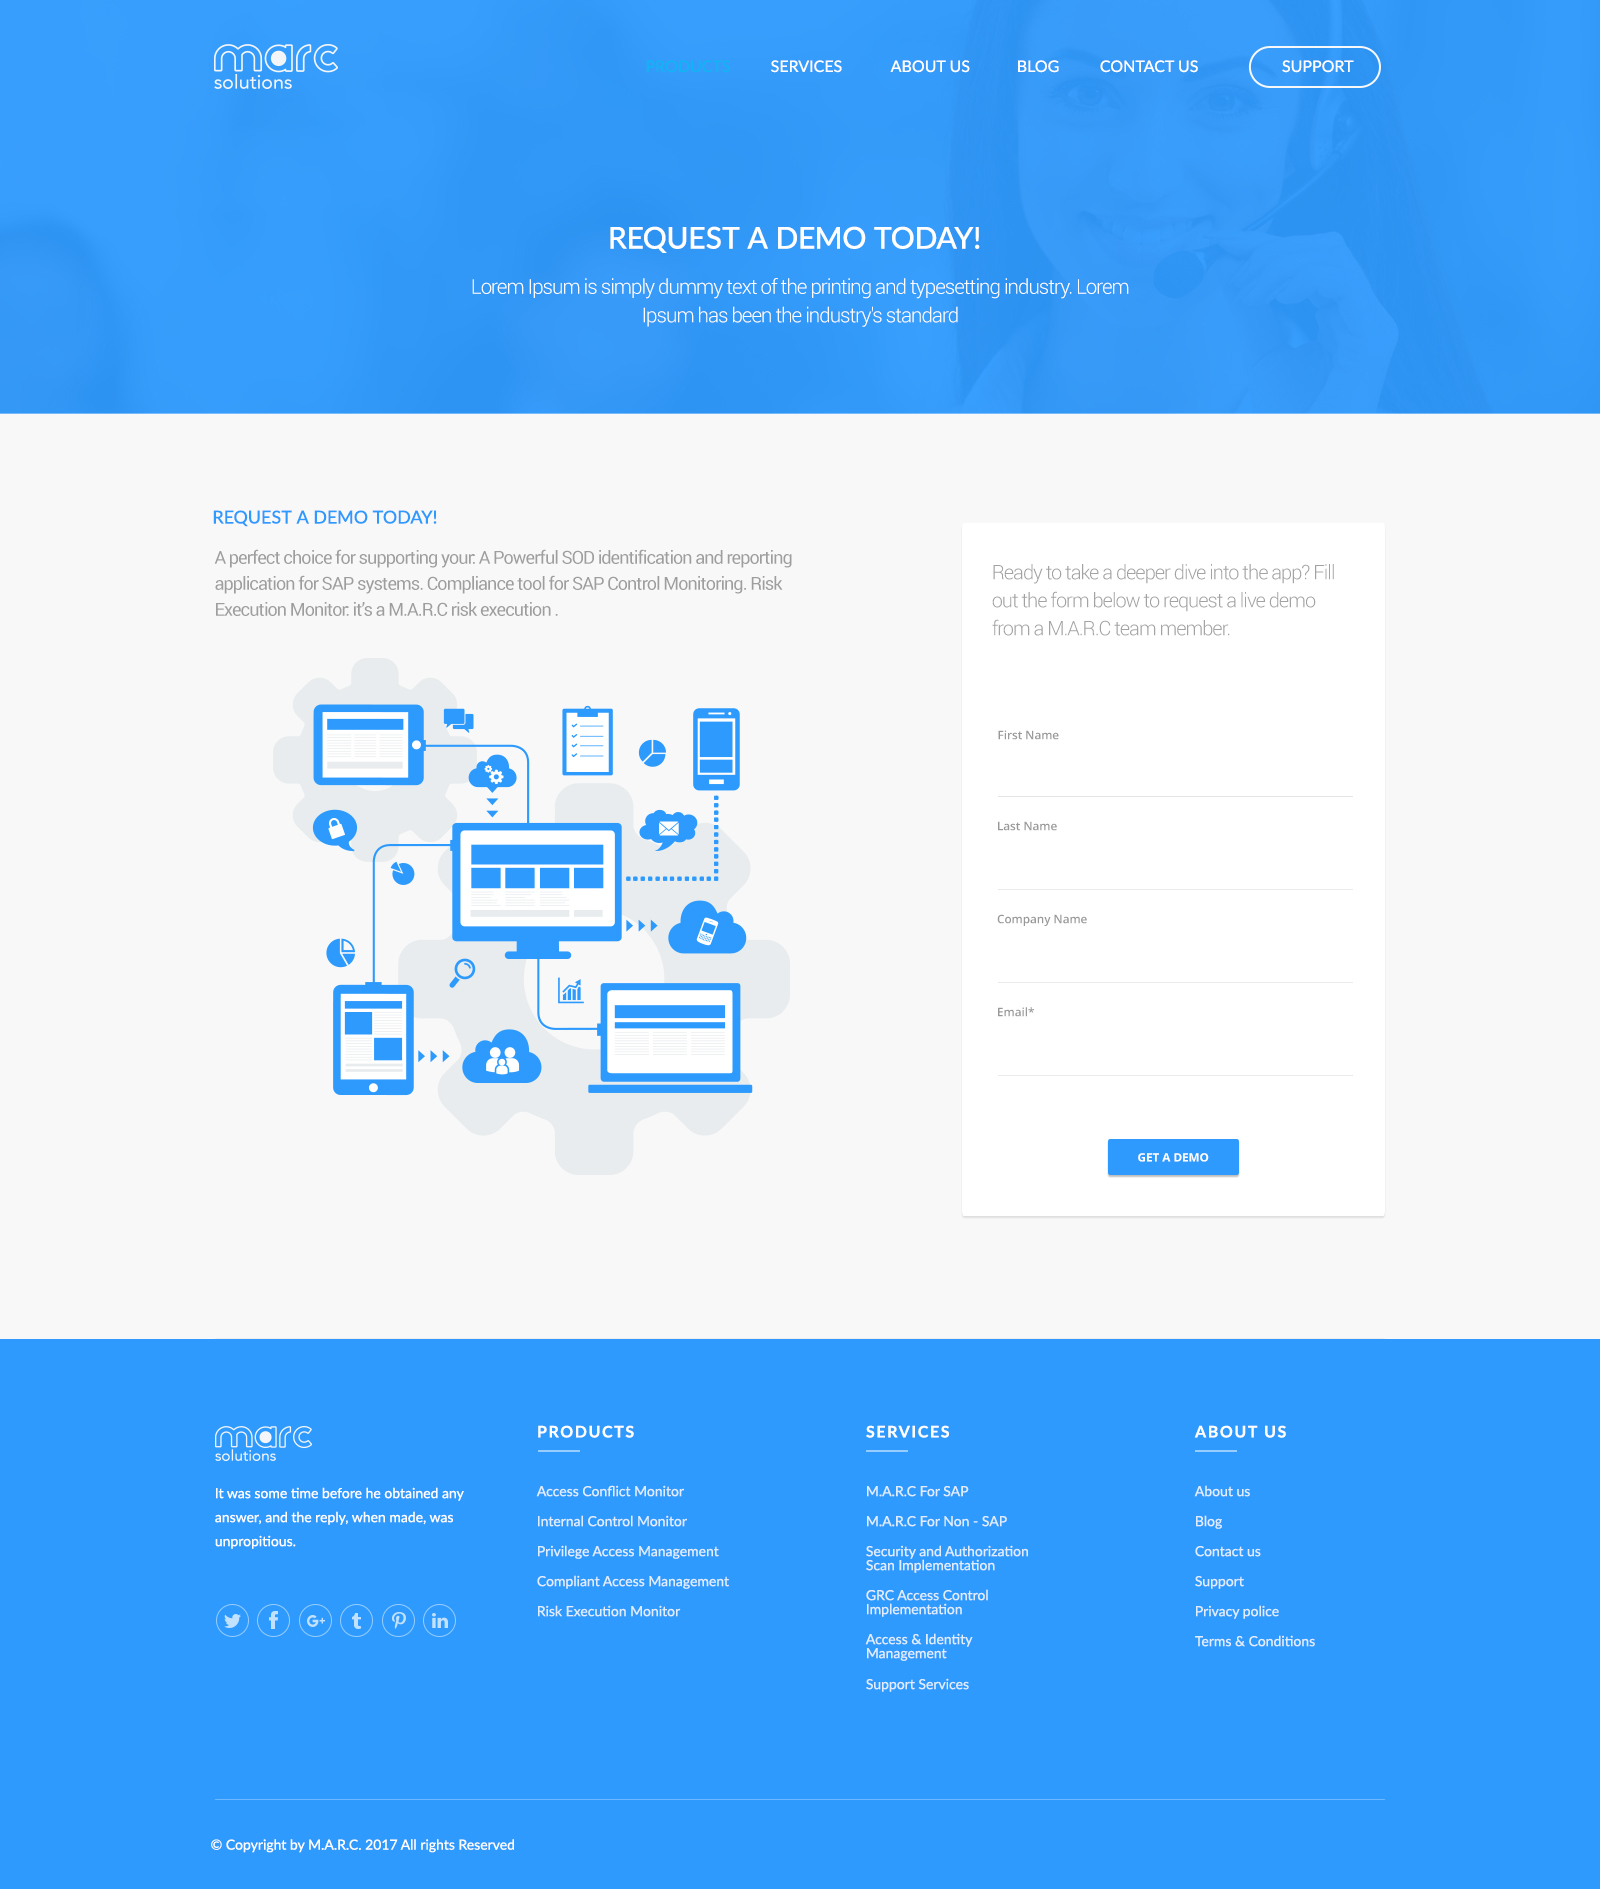 marc
solutions
PRODUCTS
SERVICES
ABOUT US
BLOG
CONTACT US
SUPPORT
REQUEST A DEMO TODAY!
Lorem Ipsum is simply dummy text of the printing and typesetting industry. Lorem
Ipsum has been the industry's standard
REQUEST A DEMO TODAY!
A perfect choice for supporting your: A Powerful SOD identification and reporting
application for SAP systems. Compliance tool for SAP Control Monitoring. Risk
Execution Monitor: it's a M.A.R.C risk execution .
Ready to take a deeper dive into the app? Fill
out the form below to request a live demo
from a M.A.R.C team member.
First Name
Last Name
Company Name
Email*
GET A DEMO
marc
solutions
It was some time before he obtained any
answer, and the reply, when made, was
unpropitious.
PRODUCTS
Access Conflict Monitor
Internal Control Monitor
Privilege Access Management
Compliant Access Management
Risk Execution Monitor
SERVICES
M.A.R.C For SAP
M.A.R.C For Non - SAP
Security and Authorization
Scan Implementation
GRC Access Control
Implementation
Access & Identity
Management
Support Services
ABOUT US
About us
Blog
Contact us
Support
Privacy police
Terms & Conditions
© Copyright by M.A.R.C. 2017 All rights Reserved